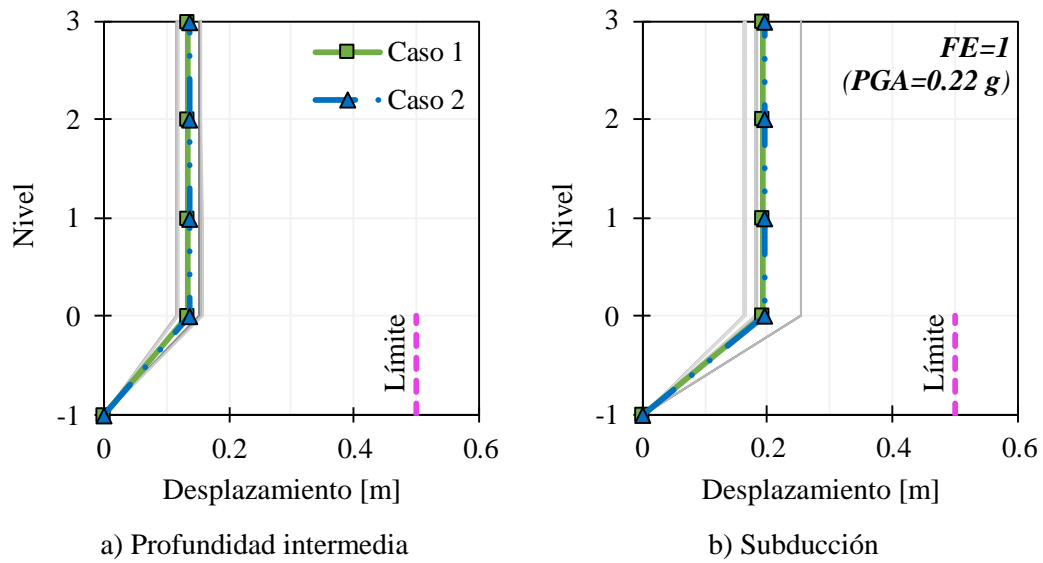 3
2
1
0
-1
Nivel
Caso 1
Caso 2
Límite
0
0.2
0.4
0.6
Desplazamiento [m]
a) Profundidad intermedia
3
2
1
0
-1
Nivel
FE=1
(PGA=0.22 g)
Límite
0
0.2
0.4
0.6
Desplazamiento [m]
b) Subducción